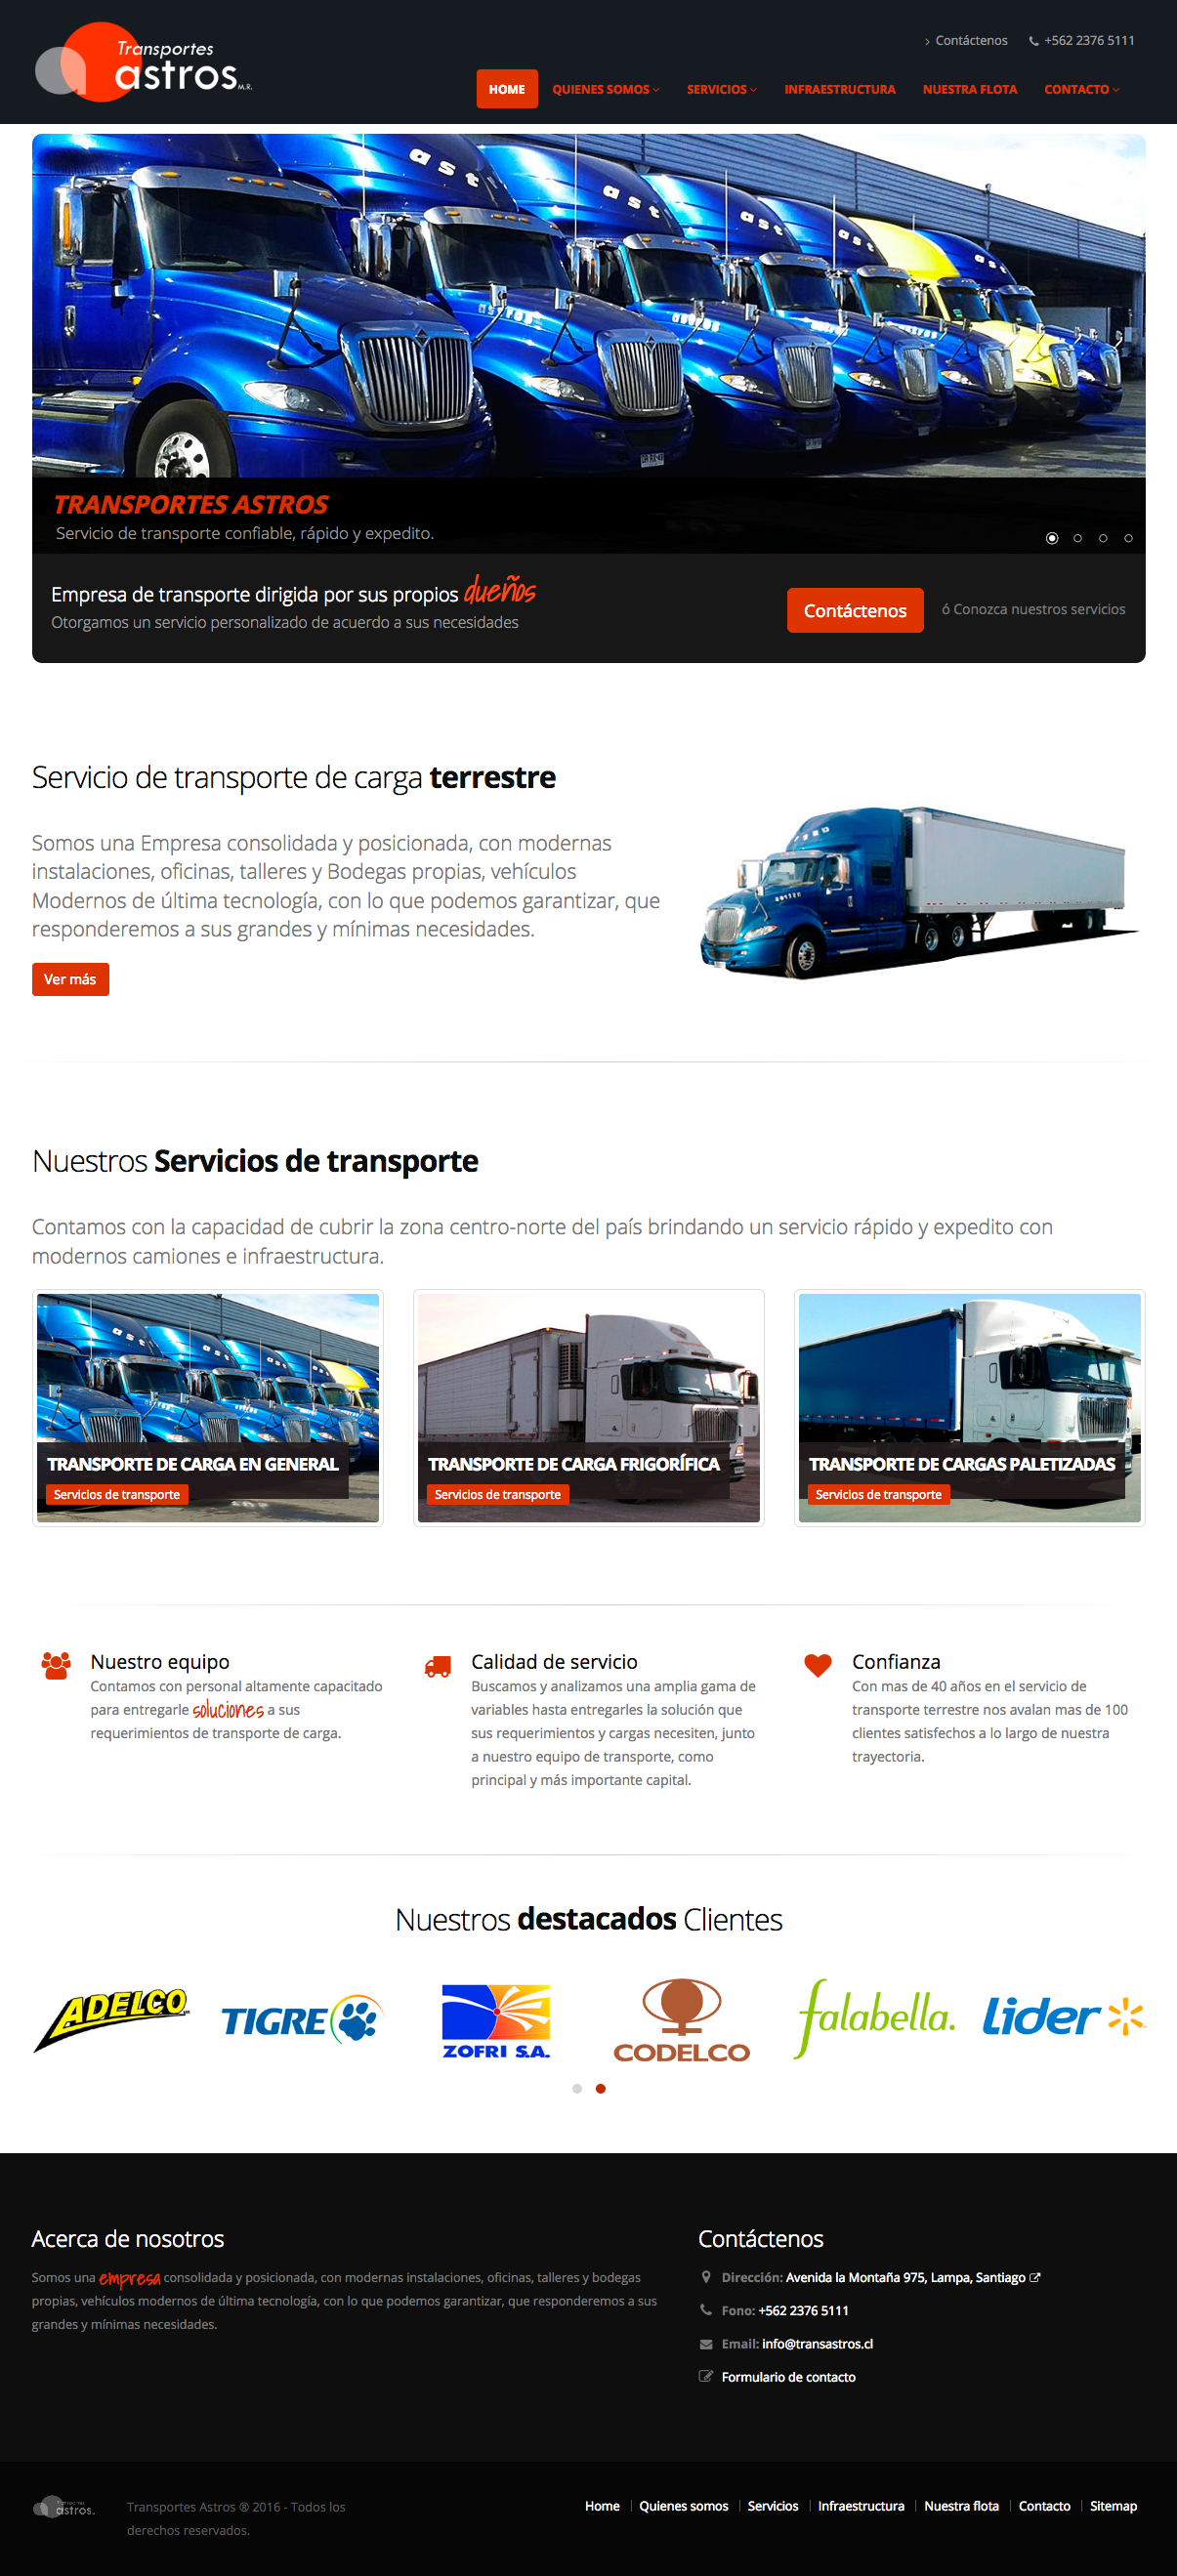 Transportes
astros M.R.
Contáctenos
+562 2376 5111
HOME
QUIENES SOMOS
SERVICIOS
INFRAESTRUCTURA
NUESTRA FLOTA
CONTACTO
TRANSPORTES ASTROS
Servicio de transporte confiable, rápido y expedito.
Empresa de transporte dirigida por sus propios dueños
Otorgamos un servicio personalizado de acuerdo a sus necesidades
Contáctenos
ó Conozca nuestros servicios
Servicio de transporte de carga terrestre
Somos una Empresa consolidada y posicionada, con modernas
instalaciones, oficinas, talleres y Bodegas propias, vehículos
Modernos de última tecnología, con lo que podemos garantizar, que
responderemos a sus grandes y mínimas necesidades.
Ver más
Nuestros Servicios de transporte
Contamos con la capacidad de cubrir la zona centro-norte del país brindando un servicio rápido y expedito con
modernos camiones e infraestructura.
TRANSPORTE DE CARGA EN GENERAL
Servicios de transporte
TRANSPORTE DE CARGA FRIGORÍFICA
Servicios de transporte
TRANSPORTE DE CARGAS PALETIZADAS
Servicios de transporte
Nuestro equipo
Contamos con personal altamente capacitado
para entregarle soluciones a sus
requerimientos de transporte de carga.
Calidad de servicio
Buscamos y analizamos una amplia gama de
variables hasta entregarles la solución que
sus requerimientos y cargas necesiten, junto
a nuestro equipo de transporte, como
principal y más importante capital.
Confianza
Con mas de 40 años en el servicio de
transporte terrestre nos avalan mas de 100
clientes satisfechos a lo largo de nuestra
trayectoria.
Nuestros destacados Clientes
ADELCO
TIGRE
ZOFRI S.A.
CODELCO
falabella.
lider
Acerca de nosotros
Somos una empresa consolidada y posicionada, con modernas instalaciones, oficinas, talleres y bodegas
propias, vehículos modernos de última tecnología, con lo que podemos garantizar, que responderemos a sus
grandes y mínimas necesidades.
Contáctenos
Dirección: Avenida la Montaña 975, Lampa, Santiago
Fono: +562 2376 5111
Email: info@transastros.cl
Formulario de contacto
astros.
Transportes Astros ® 2016 - Todos los
derechos reservados.
Home
Quienes somos
Servicios
Infraestructura
Nuestra flota
Contacto
Sitemap